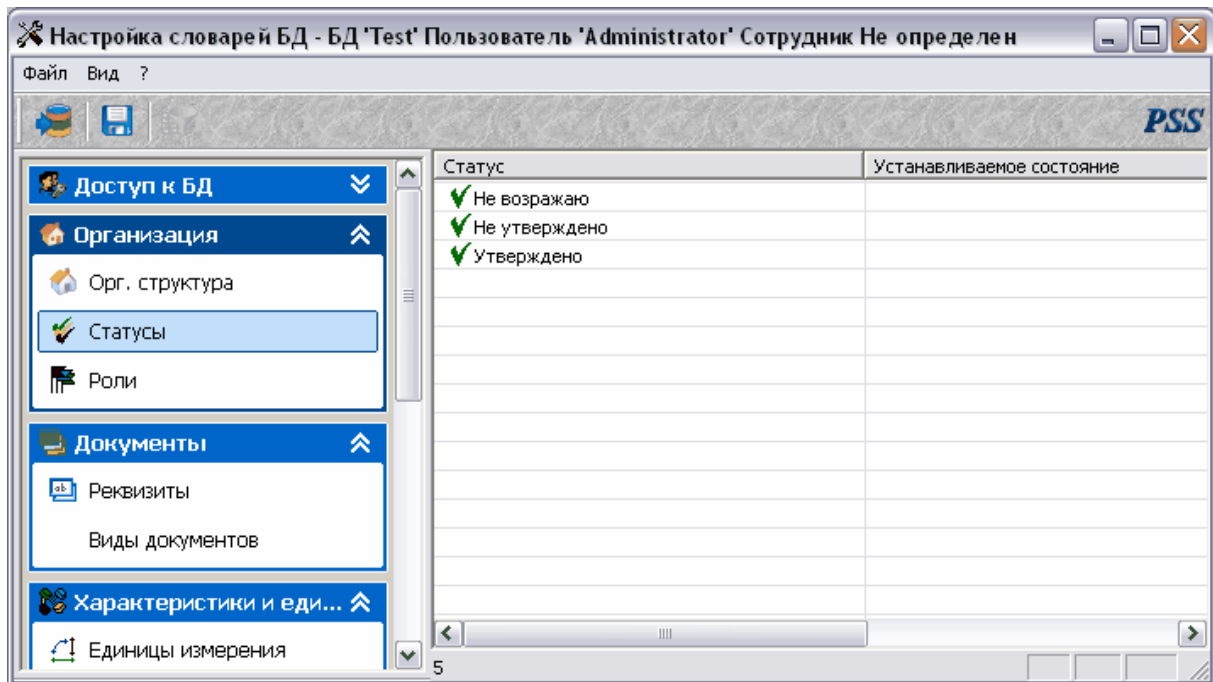 Настройка словарей БД - БД 'Test' Пользователь 'Administrator' Сотрудник Не определен
Файл Вид ?
PSS
Доступ к БД
Организация
Орг. структура
Статусы
Роли
Документы
ab
Реквизиты
Виды документов
Характеристики и еди...
Единицы измерения
Статус Устанавливаемое состояние
Не возражаю
Не утверждено
Утверждено
5